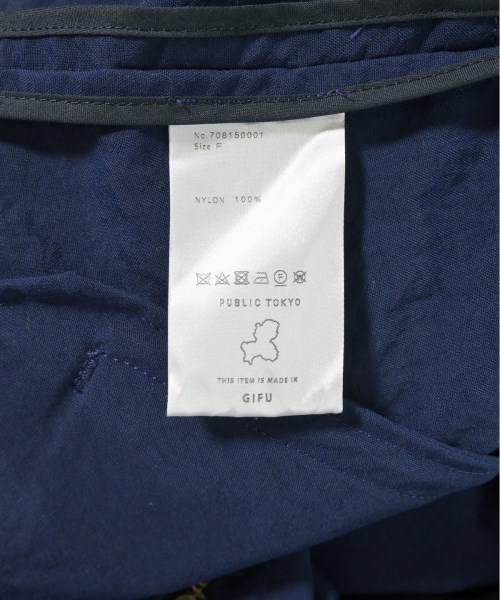 No.708150001
Size F
NYLON 100%
F
PUBLIC TOKYO
THIS ITEM IS MADE IN
GIFU